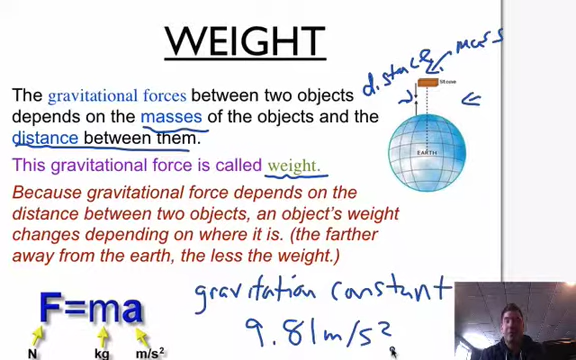 WEIGHT
distance
mass
The gravitational forces between two objects
depends on the masses of the objects and the
distance between them.
EARTH
This gravitational force is called weight.
Because gravitational force depends on the
distance between two objects, an object's weight
changes depending on where it is. (the farther
away from the earth, the less the weight.)
gravitation constant
F=ma
9.81m/s²
N kg m/s²